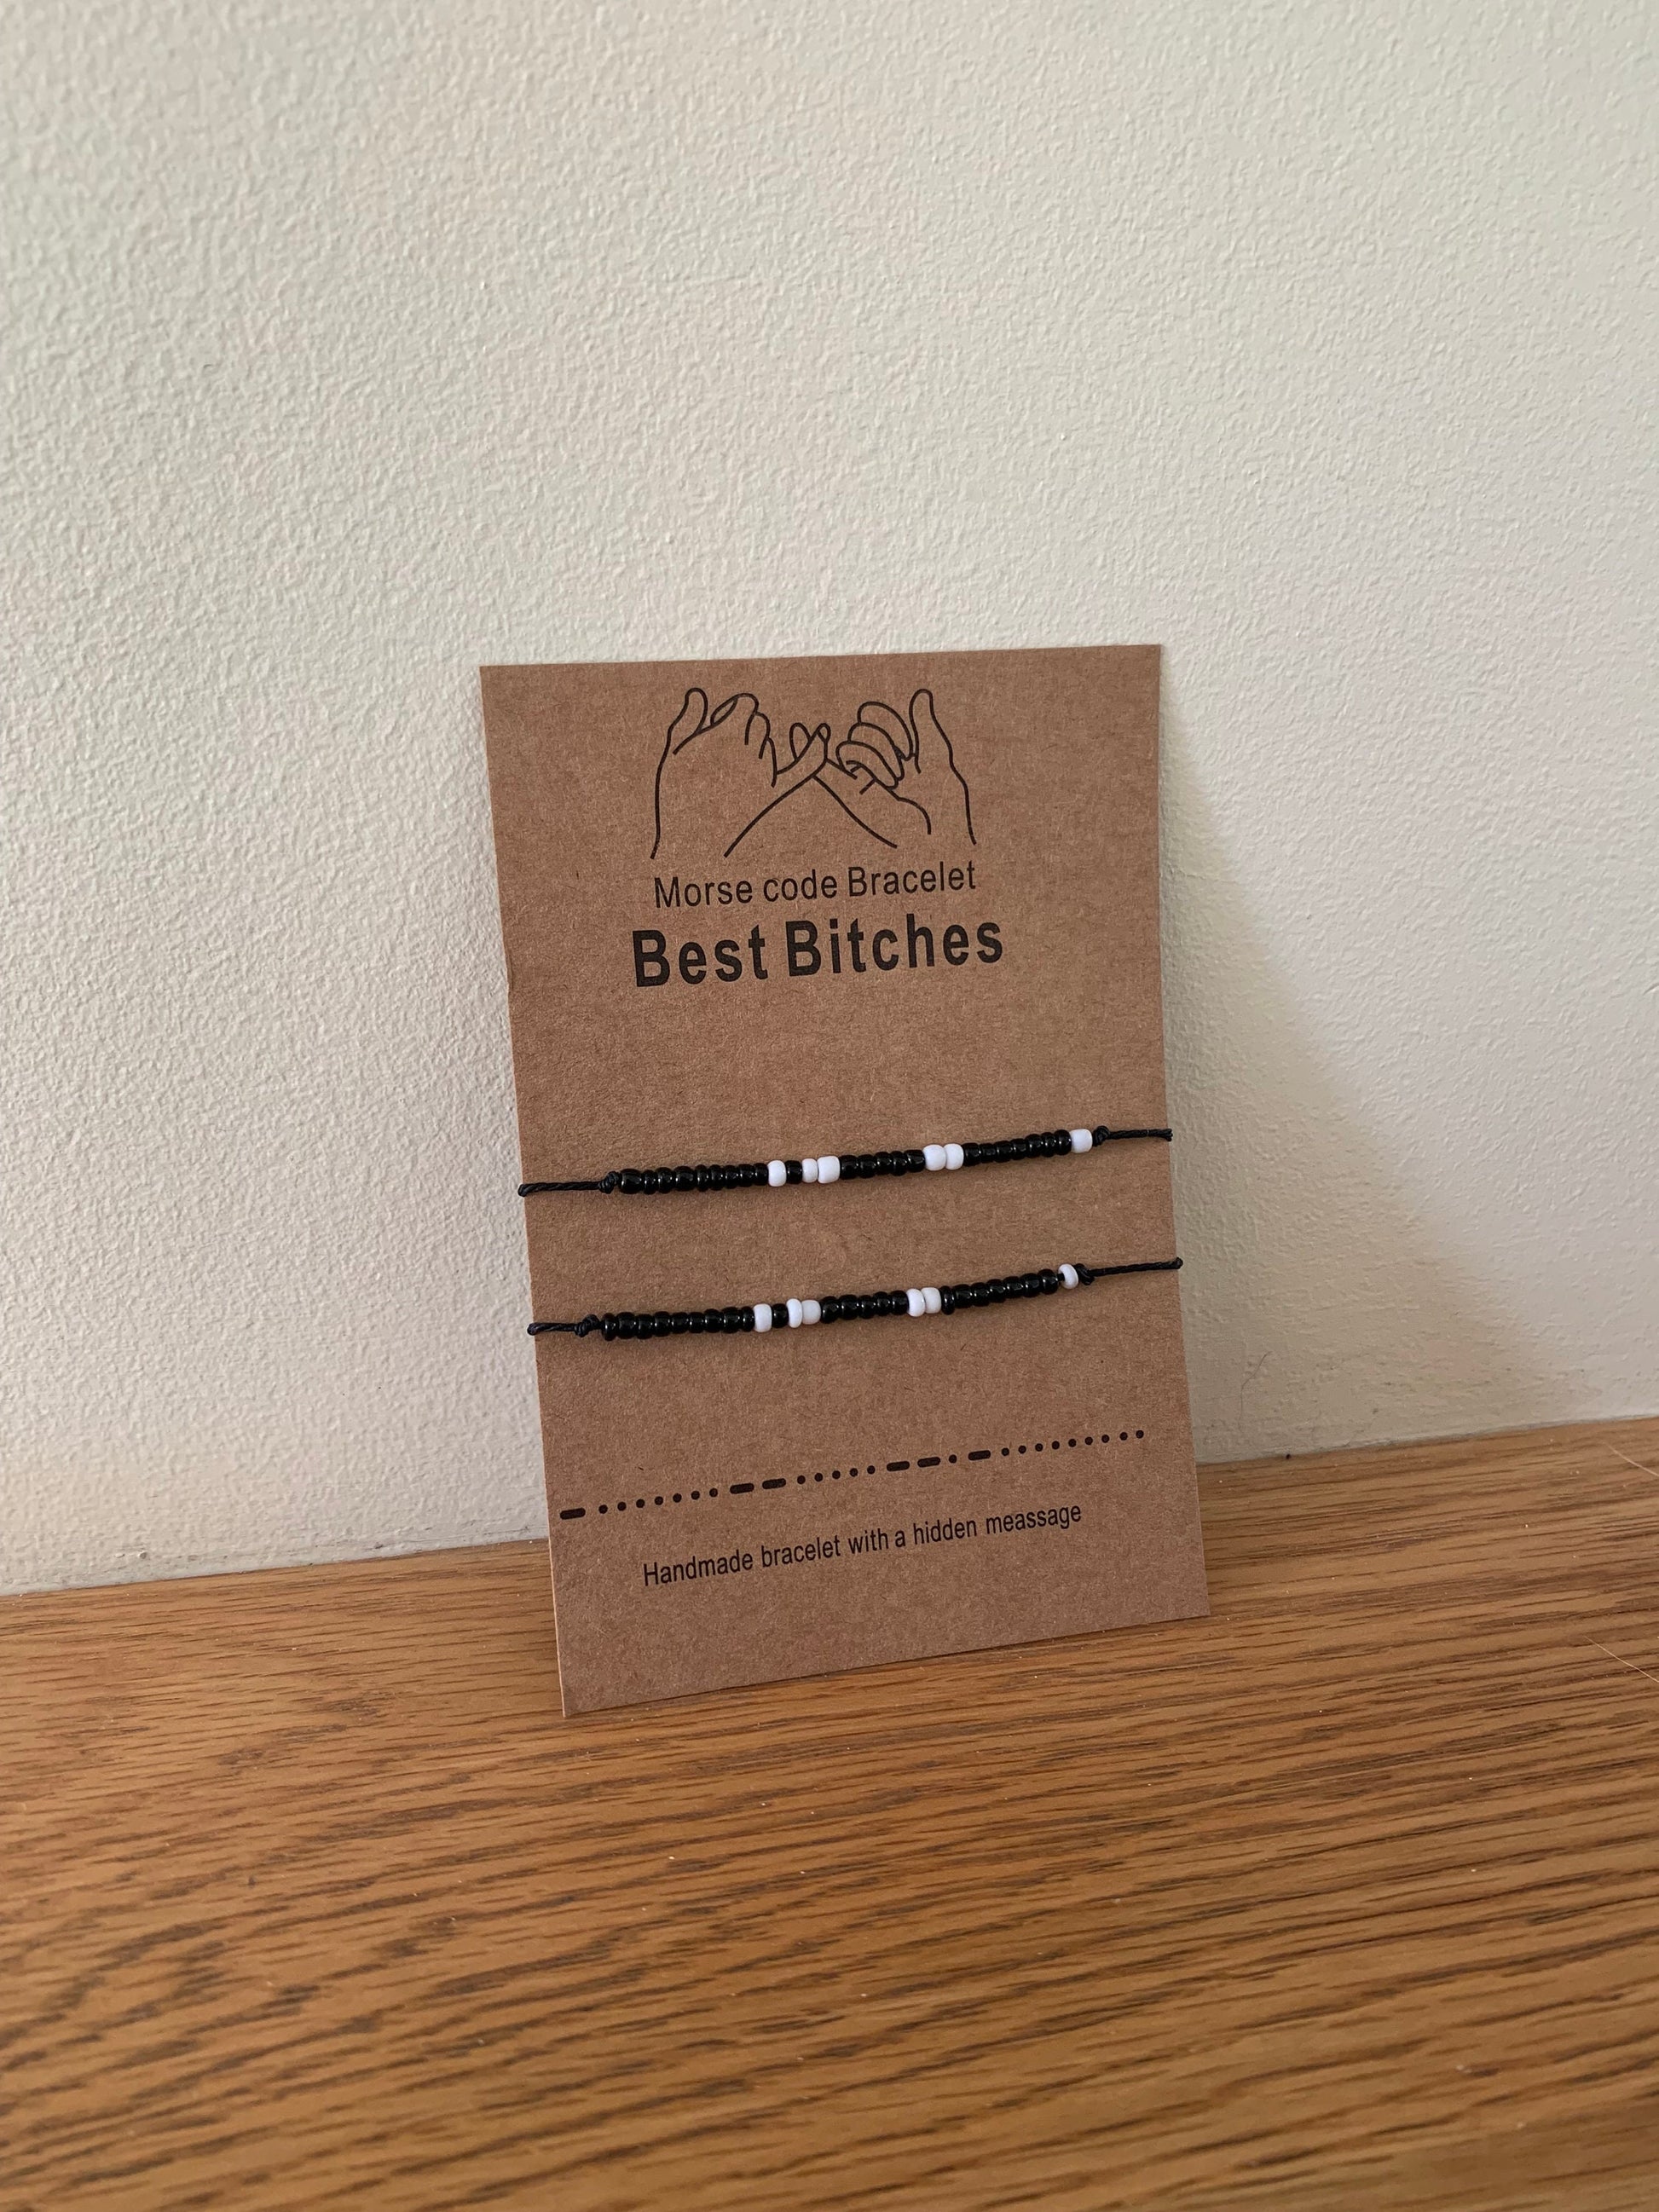 Morse code Bracelet
Best Bitches
Handmade bracelet with a hidden meassage